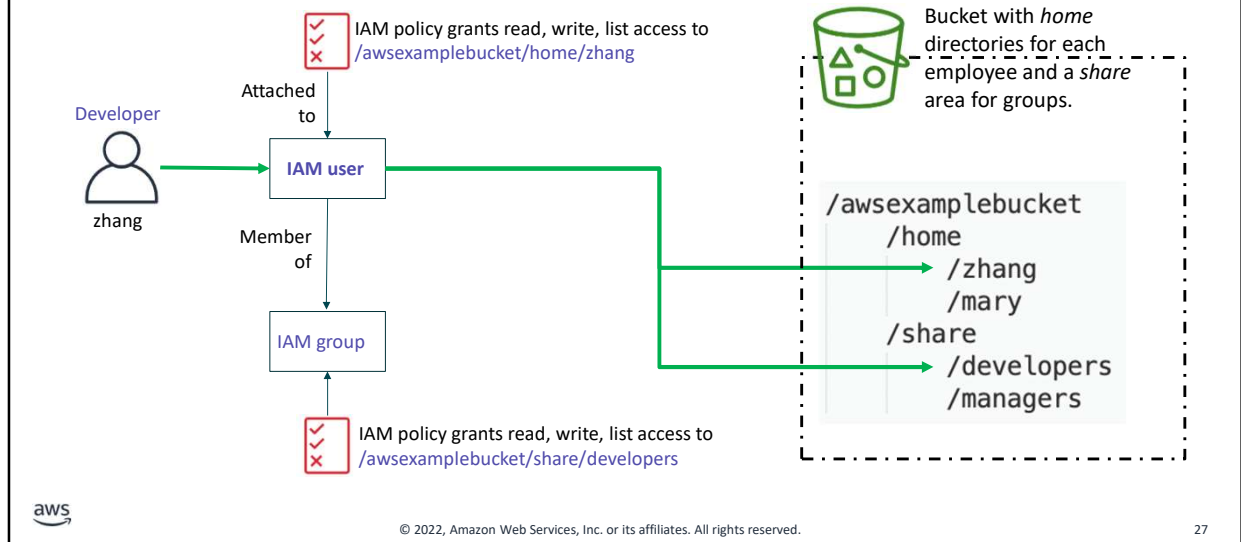 IAM policy grants read, write, list access to
/awsexamplebucket/home/zhang
Bucket with home
directories for each
employee and a share
area for groups.
Attached
to
Developer
IAM user
zhang
Member
of
IAM group
/awsexamplebucket
/home
/zhang
/mary
/share
/developers
/managers
IAM policy grants read, write, list access to
/awsexamplebucket/share/developers
aws
© 2022, Amazon Web Services, Inc. or its affiliates. All rights reserved.
27